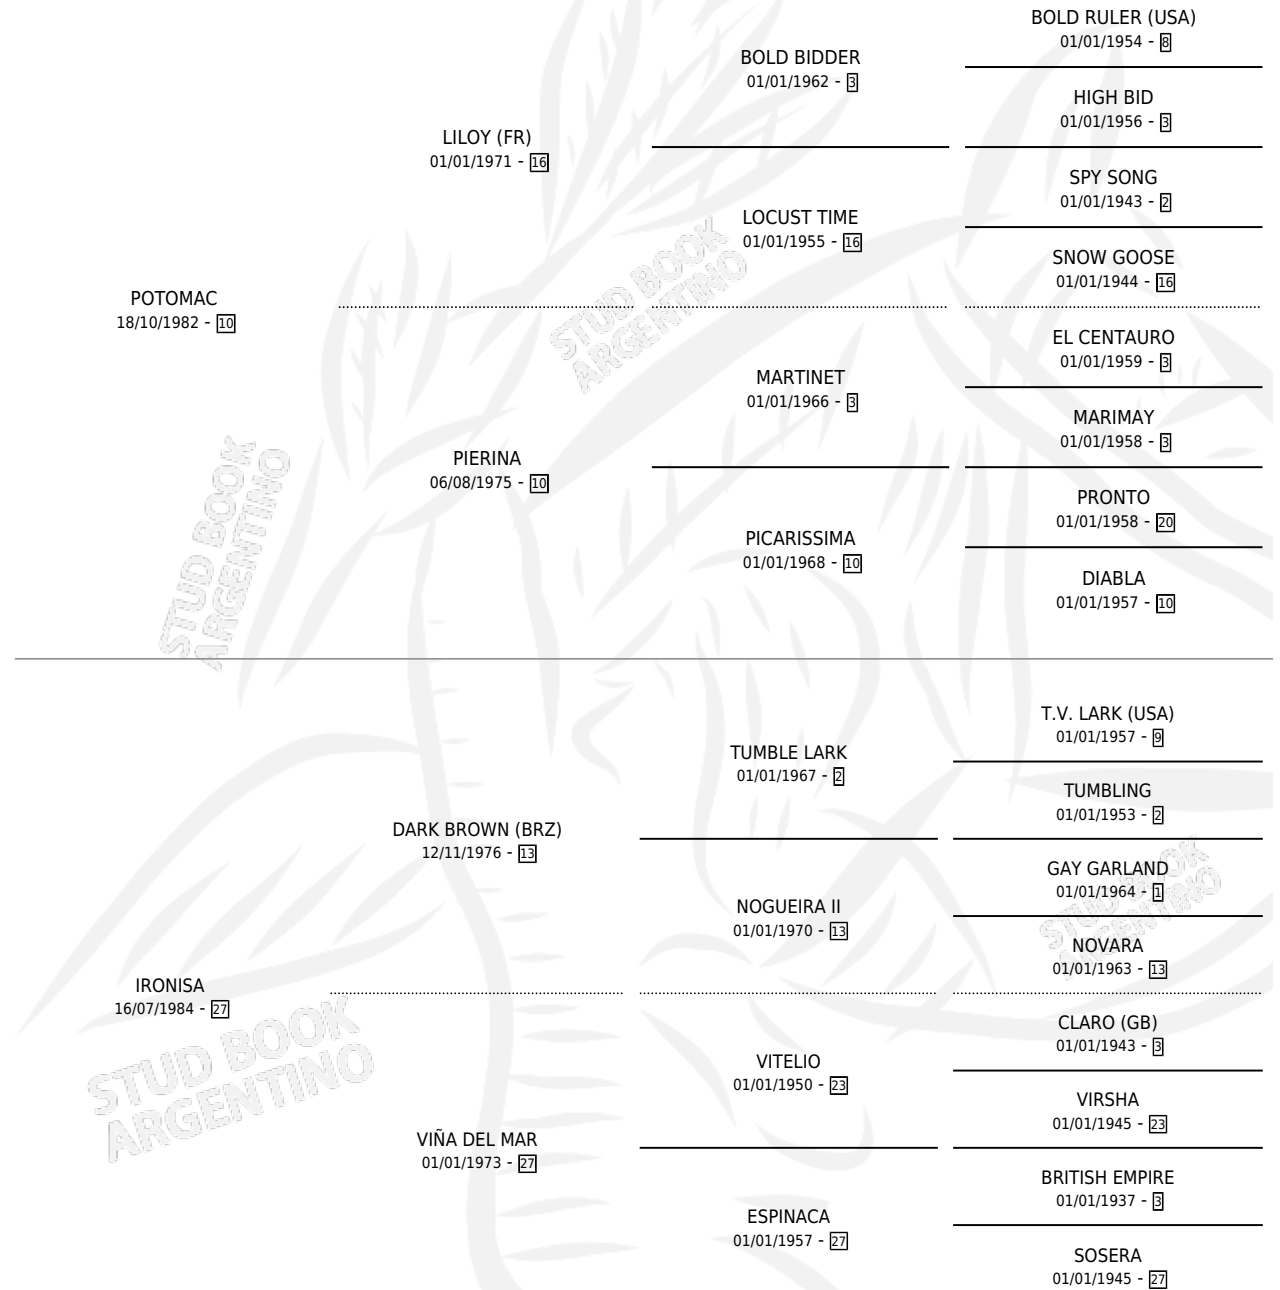 BOLD RULER (USA)
01/01/1954 - 8
BOLD BIDDER
01/01/1962 - 3
HIGH BID
01/01/1956 - 3
LILOY (FR)
01/01/1971 - 16
SPY SONG
01/01/1943 - 2
LOCUST TIME
01/01/1955 - 16
SNOW GOOSE
01/01/1944 - 16
POTOMAC
18/10/1982 - 10
EL CENTAURO
01/01/1959 - 3
MARTINET
01/01/1966 - 3
MARIMAY
01/01/1958 - 3
PIERINA
06/08/1975 - 10
PRONTO
01/01/1958 - 20
PICARISSIMA
01/01/1968 - 10
DIABLA
01/01/1957 - 10
STUD BOOK
ARGENTINO
STUD BOOK
ARGENTINO
T.V. LARK (USA)
01/01/1957 - 9
TUMBLE LARK
01/01/1967 - 2
TUMBLING
01/01/1953 - 2
DARK BROWN (BRZ)
12/11/1976 - 13
GAY GARLAND
01/01/1964 - 1
NOGUEIRA II
01/01/1970 - 13
NOVARA
01/01/1963 - 13
IRONISA
16/07/1984 - 27
CLARO (GB)
01/01/1943 - 3
VITELIO
01/01/1950 - 23
VIRSHA
01/01/1945 - 23
VIÑA DEL MAR
01/01/1973 - 27
BRITISH EMPIRE
01/01/1937 - 3
ESPINACA
01/01/1957 - 27
SOSERA
01/01/1945 - 27
STUD BOOK
ARGENTINO
STUD BOOK
ARGENTINO